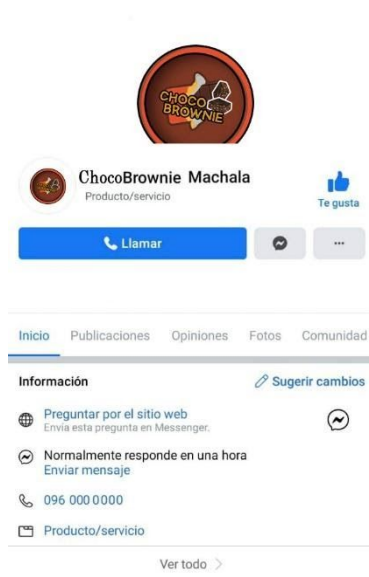 CHOCO
BROWNIE
ChocoBrownie Machala
Producto/servicio
Te gusta
Llamar
Inicio Publicaciones Opiniones Fotos Comunidad
Información Sugerir cambios
Preguntar por el sitio web
Envia esta pregunta en Messenger.
Normalmente responde en una hora
Enviar mensaje
096 000 0000
Producto/servicio
Ver todo